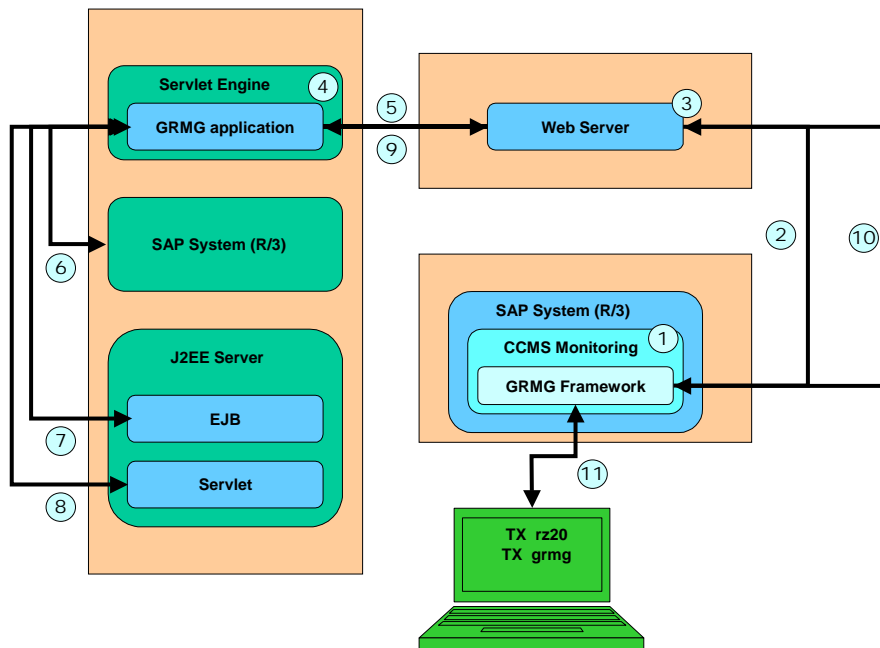 Servlet Engine
4
GRMG application
5
9
3
Web Server
SAP System (R/3)
6
2
10
J2EE Server
EJB
7
Servlet
8
SAP System (R/3)
1
CCMS Monitoring
GRMG Framework
11
TX rz20
TX grmg